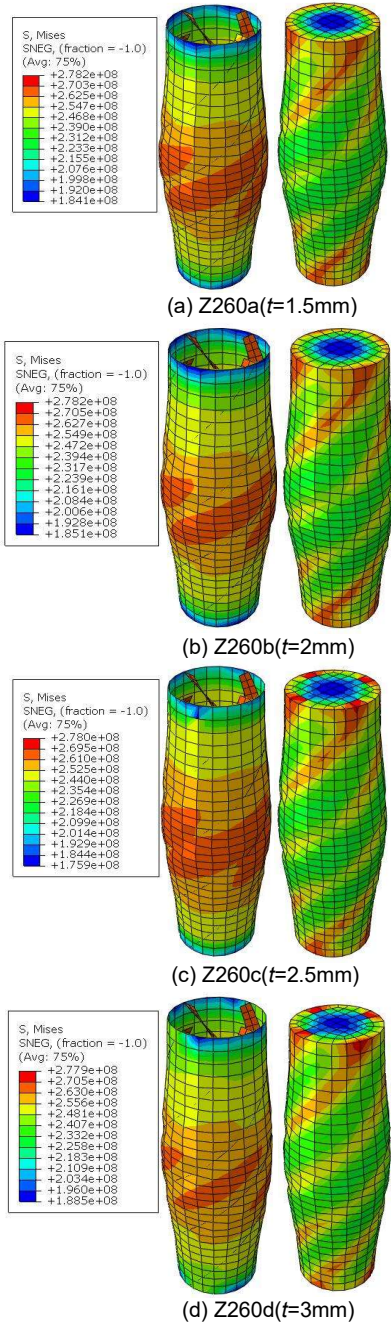 S, Mises
SNEG, (fraction = -1.0)
(Avg: 75%)
+2.782e+08
+2.703e+08
+2.625e+08
+2.547e+08
+2.468e+08
+2.390e+08
+2.312e+08
+2.233e+08
+2.155e+08
+2.076e+08
+1.998e+08
+1.920e+08
+1.841e+08
(a) Z260a(t=1.5mm)
S, Mises
SNEG, (fraction = -1.0)
(Avg: 75%)
+2.782e+08
+2.705e+08
+2.627e+08
+2.549e+08
+2.472e+08
+2.394e+08
+2.317e+08
+2.239e+08
+2.161e+08
+2.084e+08
+2.006e+08
+1.928e+08
+1.851e+08
(b) Z260b(t=2mm)
S, Mises
SNEG, (fraction = -1.0)
(Avg: 75%)
+2.780e+08
+2.695e+08
+2.610e+08
+2.525e+08
+2.440e+08
+2.354e+08
+2.269e+08
+2.184e+08
+2.099e+08
+2.014e+08
+1.929e+08
+1.844e+08
+1.759e+08
(c) Z260c(t=2.5mm)
S, Mises
SNEG, (fraction = -1.0)
(Avg: 75%)
+2.779e+08
+2.705e+08
+2.630e+08
+2.556e+08
+2.481e+08
+2.407e+08
+2.332e+08
+2.258e+08
+2.183e+08
+2.109e+08
+2.034e+08
+1.960e+08
+1.885e+08
(d) Z260d(t=3mm)